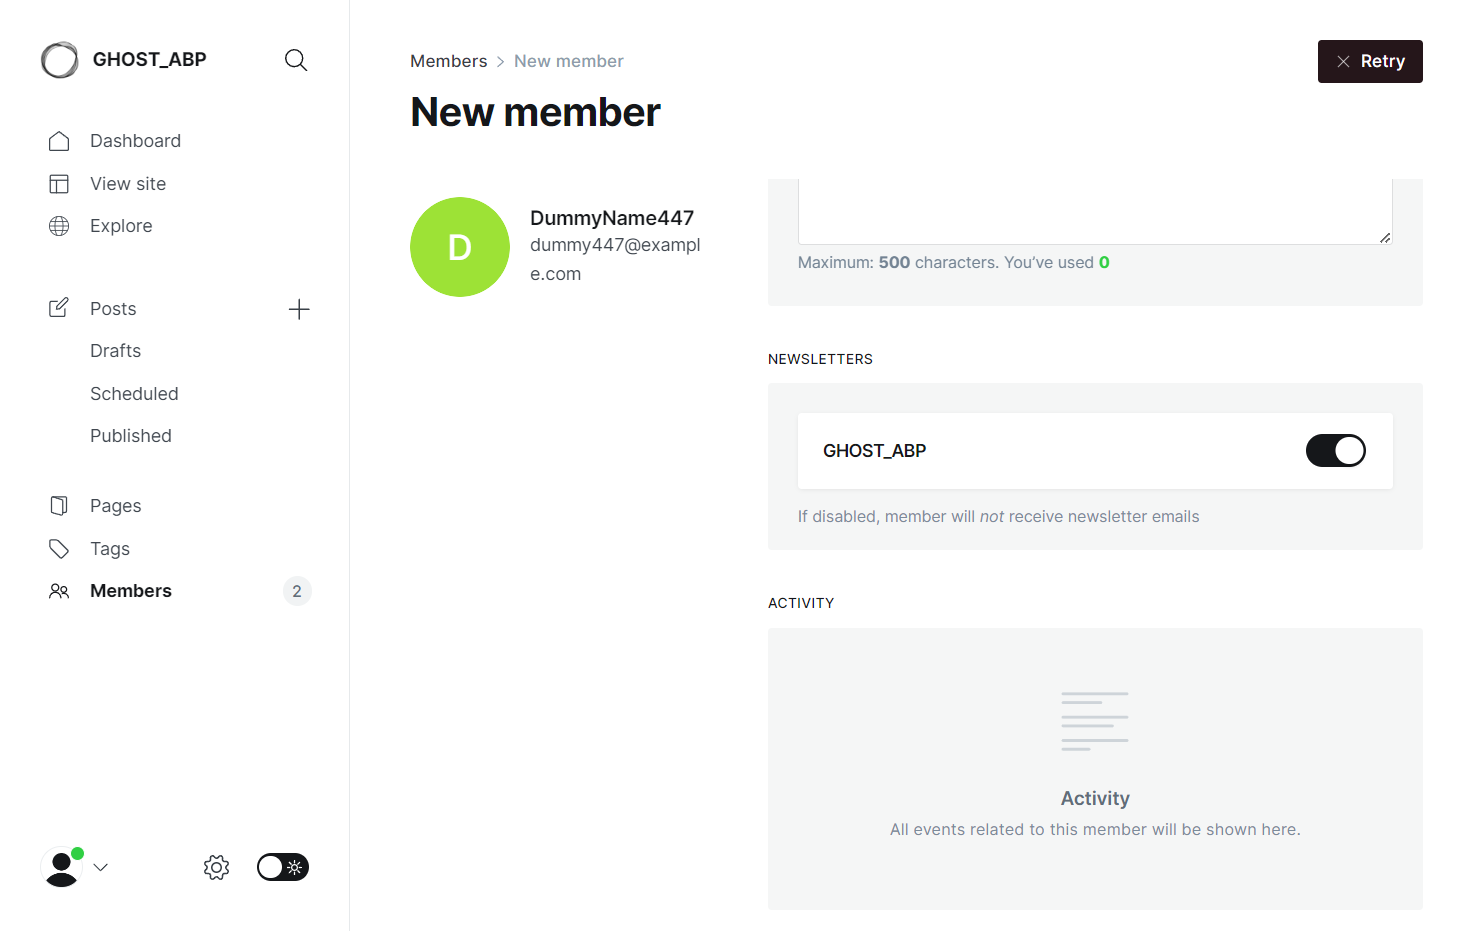 GHOST_ABP
Dashboard
View site
Explore
Posts
Drafts
Scheduled
Published
Pages
Tags
Members
2
Members > New member
Retry
New member
D
DummyName447
dummy447@exampl
e.com
Maximum: 500 characters. You’ve used 0
NEWSLETTERS
GHOST_ABP
If disabled, member will not receive newsletter emails
ACTIVITY
Activity
All events related to this member will be shown here.